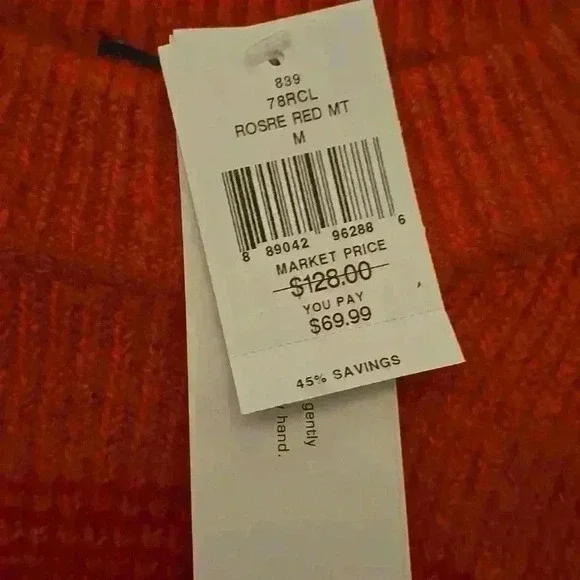 839
78RCL
ROSRE RED MT
M
8 89042 96288 6
MARKET PRICE
$128.00
YOU PAY
$69.99
45% SAVINGS
gently
hand.